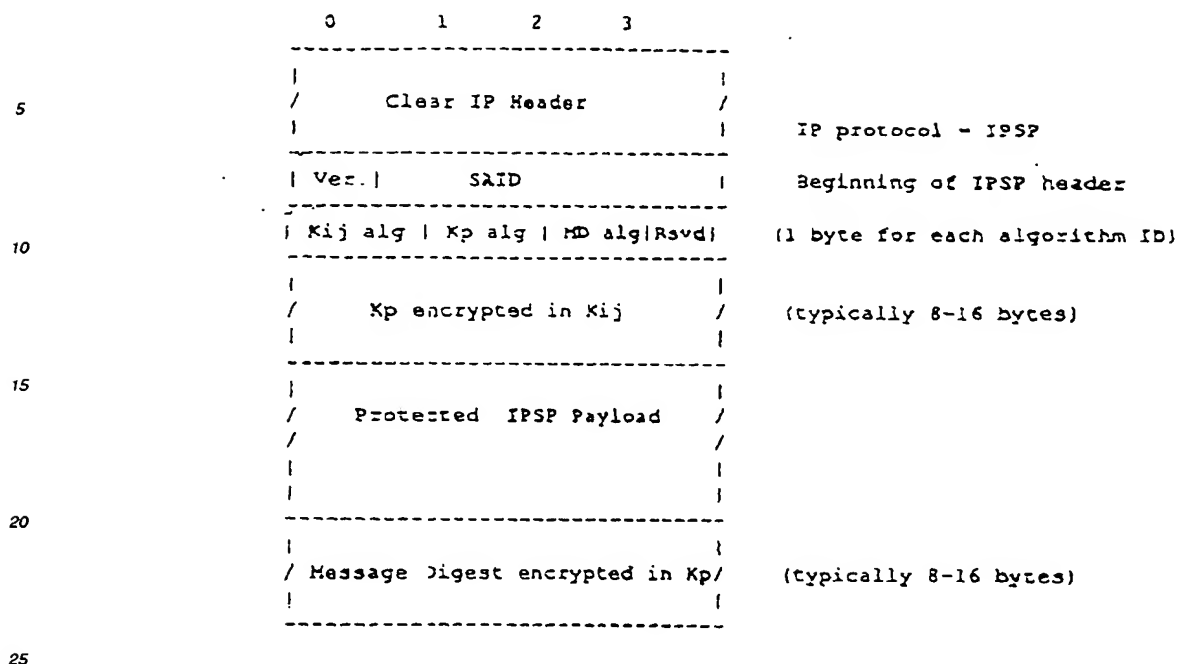 0 1 2 3
5 Clear IP Header
IP protocol - IPSP
Ver. | SAID Beginning of IPSP header
10 Kij alg | Kp alg | MD alg|Rsvd| (1 byte for each algorithm ID)
Kp encrypted in Kij (typically 8-16 bytes)
15
Protected IPSP Payload
20
Message Digest encrypted in Kp (typically 8-16 bytes)
25